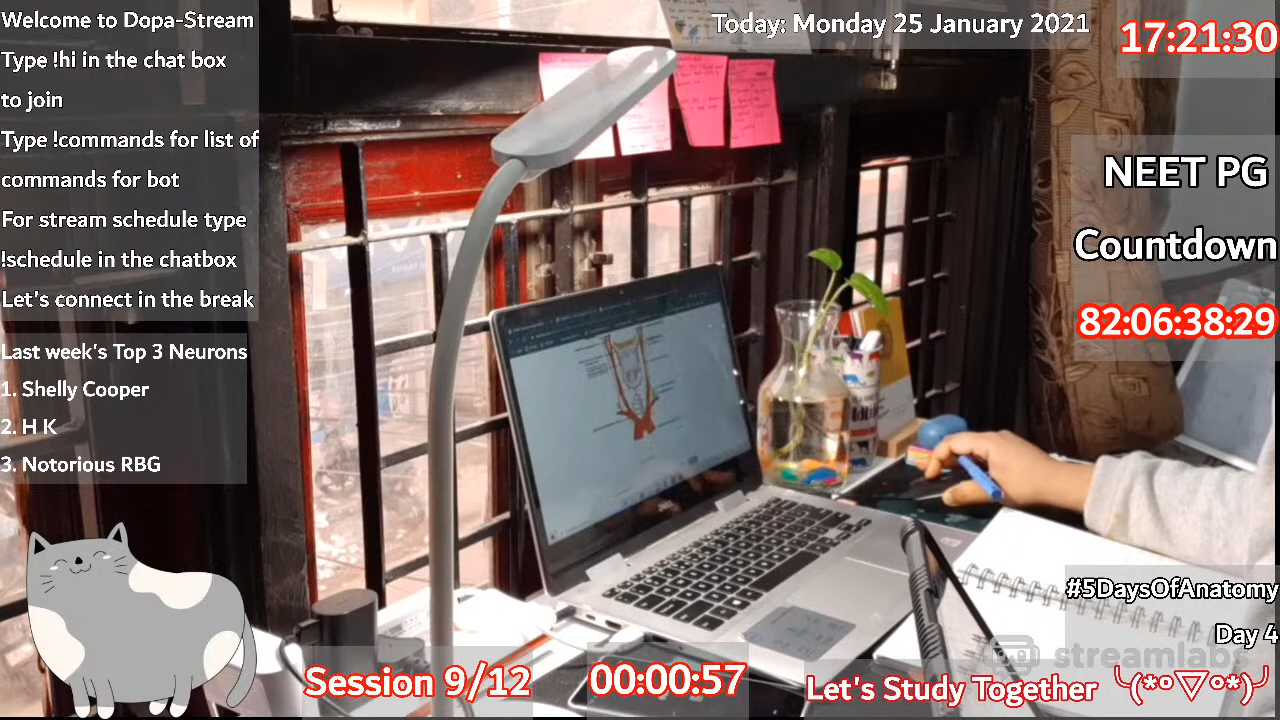 Welcome to Dopa-Stream
Type !hi in the chat box
to join
Type !commands for list of
commands for bot
For stream schedule type
!schedule in the chatbox
Let's connect in the break
Last week's Top 3 Neurons
1. Shelly Cooper
2. H K
3. Notorious RBG
Today: Monday 25 January 2021
17:21:30
NEET PG
Countdown
82:06:38:29
#5DaysOfAnatomy
Day 4
streamlabs
Session 9/12
00:00:57
Let's Study Together ╰(*°▽°*)╯